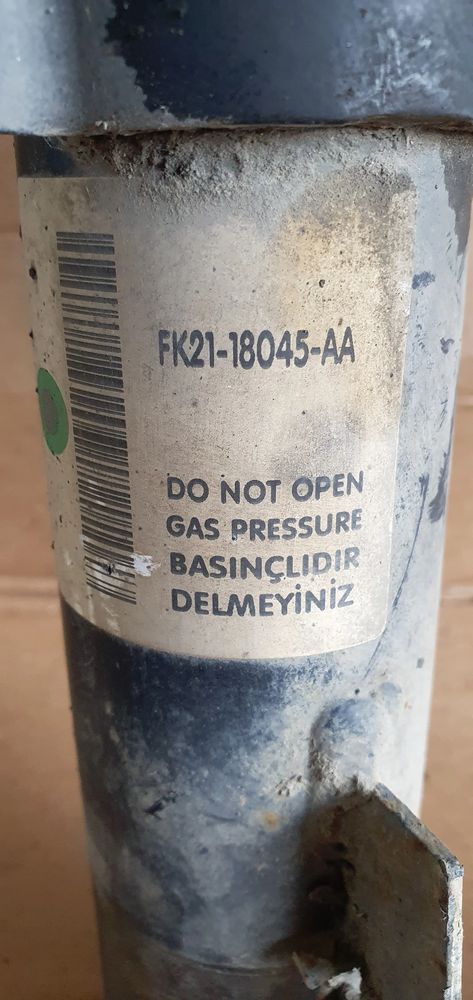 FK21-18045-AA
DO NOT OPEN
GAS PRESSURE
BASINÇLIDIR
DELMEYİNİZ